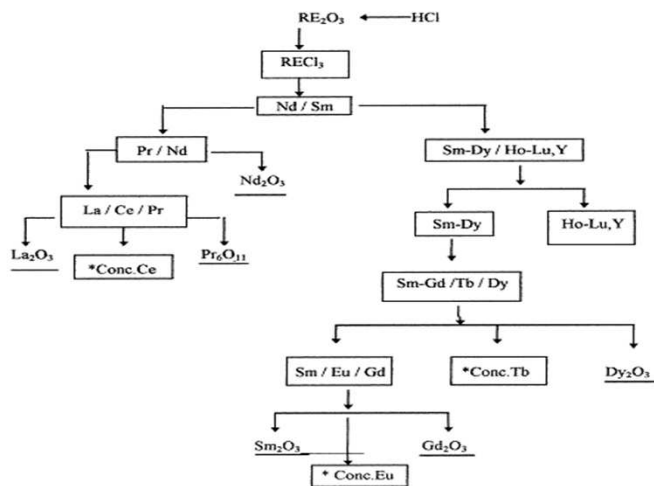 RE₂O₃ HCl
RECl₃
Nd / Sm
Pr / Nd Sm-Dy / Ho-Lu,Y
Nd₂O₃
La / Ce / Pr Sm-Dy Ho-Lu,Y
La₂O₃ *Conc.Ce Pr₆O₁₁
Sm-Gd /Tb / Dy
Sm / Eu / Gd *Conc.Tb Dy₂O₃
Sm₂O₃ Gd₂O₃
* Conc.Eu